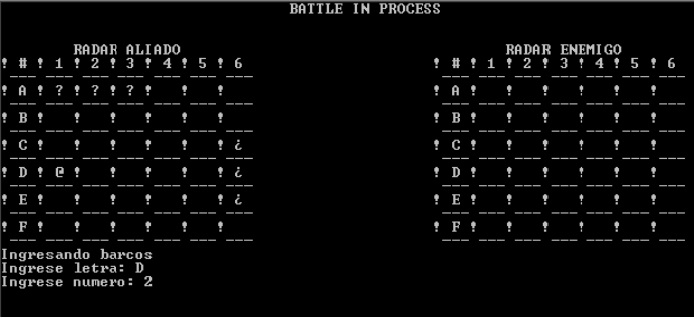 BATTLE IN PROCESS
RADAR ALIADO RADAR ENEMIGO
! # ! 1 ! 2 ! 3 ! 4 ! 5 ! 6 ! # ! 1 ! 2 ! 3 ! 4 ! 5 ! 6
--- --- --- --- --- --- --- --- --- --- --- --- --- ---
! A ! ? ! ? ! ? ! ! ! ! A ! ! ! ! ! !
--- --- --- --- --- --- --- --- --- --- --- --- --- ---
! B ! ! ! ! ! ! ! B ! ! ! ! ! !
--- --- --- --- --- --- --- --- --- --- --- --- --- ---
! C ! ! ! ! ! ! ¿ ! C ! ! ! ! ! !
--- --- --- --- --- --- --- --- --- --- --- --- --- ---
! D ! @ ! ! ! ! ! ¿ ! D ! ! ! ! ! !
--- --- --- --- --- --- --- --- --- --- --- --- --- ---
! E ! ! ! ! ! ! ¿ ! E ! ! ! ! ! !
--- --- --- --- --- --- --- --- --- --- --- --- --- ---
! F ! ! ! ! ! ! ! F ! ! ! ! ! !
--- --- --- --- --- --- --- --- --- --- --- --- --- ---
Ingresando barcos
Ingrese letra: D
Ingrese numero: 2